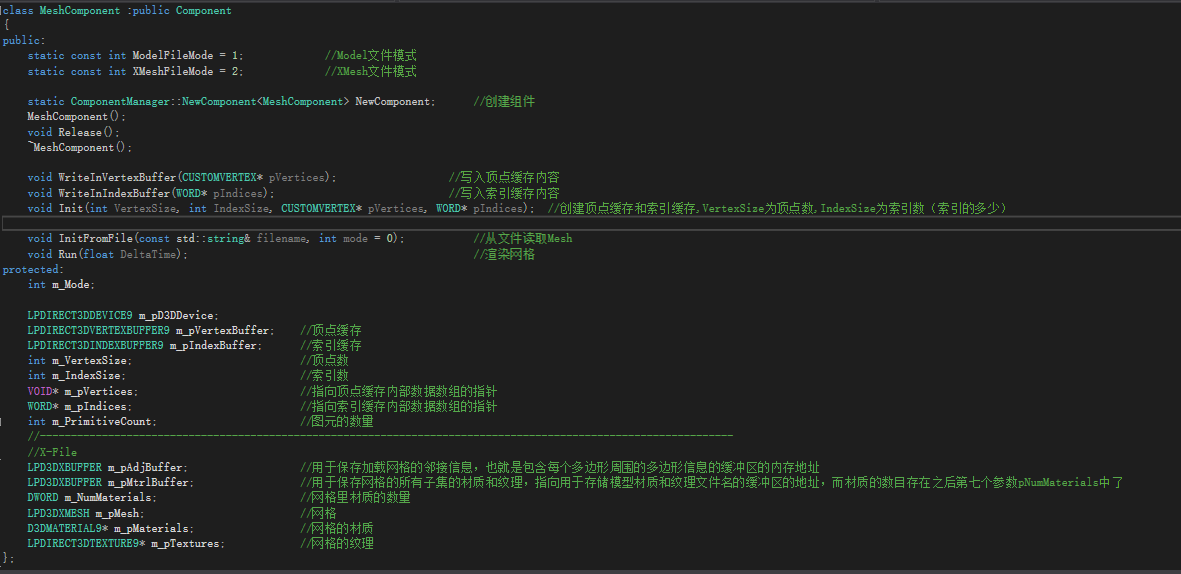 class MeshComponent :public Component
{
public:
static const int ModelFileMode = 1; //Model文件模式
static const int XMeshFileMode = 2; //XMesh文件模式
static ComponentManager::NewComponent<MeshComponent> NewComponent; //创建组件
MeshComponent();
void Release();
~MeshComponent();
void WriteInVertexBuffer(CUSTOMVERTEX* pVertices); //写入顶点缓存内容
void WriteInIndexBuffer(WORD* pIndices); //写入索引缓存内容
void Init(int VertexSize, int IndexSize, CUSTOMVERTEX* pVertices, WORD* pIndices); //创建顶点缓存和索引缓存,VertexSize为顶点数,IndexSize为索引数（索引的多少）
void InitFromFile(const std::string& filename, int mode = 0); //从文件读取Mesh
void Run(float DeltaTime); //渲染网格
protected:
int m_Mode;
LPDIRECT3DDEVICE9 m_pD3DDevice;
LPDIRECT3DVERTEXBUFFER9 m_pVertexBuffer; //顶点缓存
LPDIRECT3DINDEXBUFFER9 m_pIndexBuffer; //索引缓存
int m_VertexSize; //顶点数
int m_IndexSize; //索引数
VOID* m_pVertices; //指向顶点缓存内部数据数组的指针
WORD* m_pIndices; //指向索引缓存内部数据数组的指针
int m_PrimitiveCount; //图元的数量
//----------------------------------------------------------------------------------------------------------------
//X-File
LPD3DXBUFFER m_pAdjBuffer; //用于保存加载网格的邻接信息，也就是包含每个多边形周围的多边形信息的缓冲区的内存地址
LPD3DXBUFFER m_pMtrlBuffer; //用于保存网格的所有子集的材质和纹理，指向用于存储模型材质和纹理文件名的缓冲区的地址，而材质的数目存在之后第七个参数pNumMaterials中了
DWORD m_NumMaterials; //网格里材质的数量
LPD3DXMESH m_pMesh; //网格
D3DMATERIAL9* m_pMaterials; //网格的材质
LPDIRECT3DTEXTURE9* m_pTextures; //网格的纹理
};